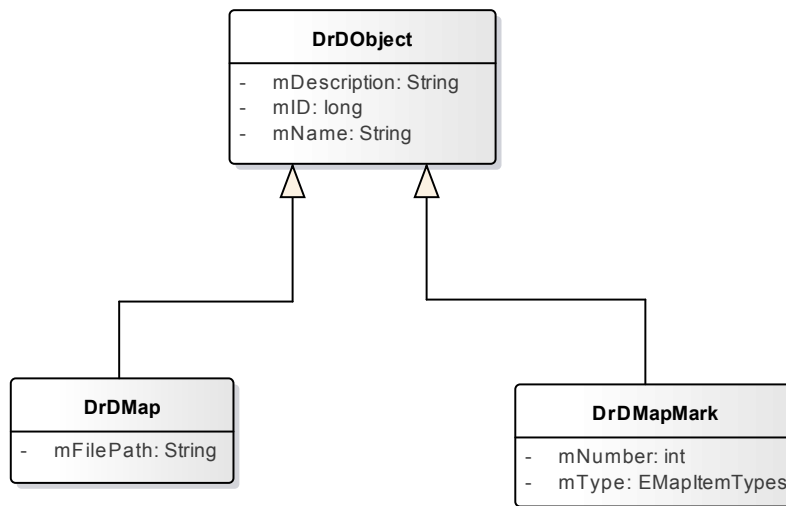 DrDObject
- mDescription: String
- mID: long
- mName: String
DrDMap
- mFilePath: String
DrDMapMark
- mNumber: int
- mType: EMapItemTypes